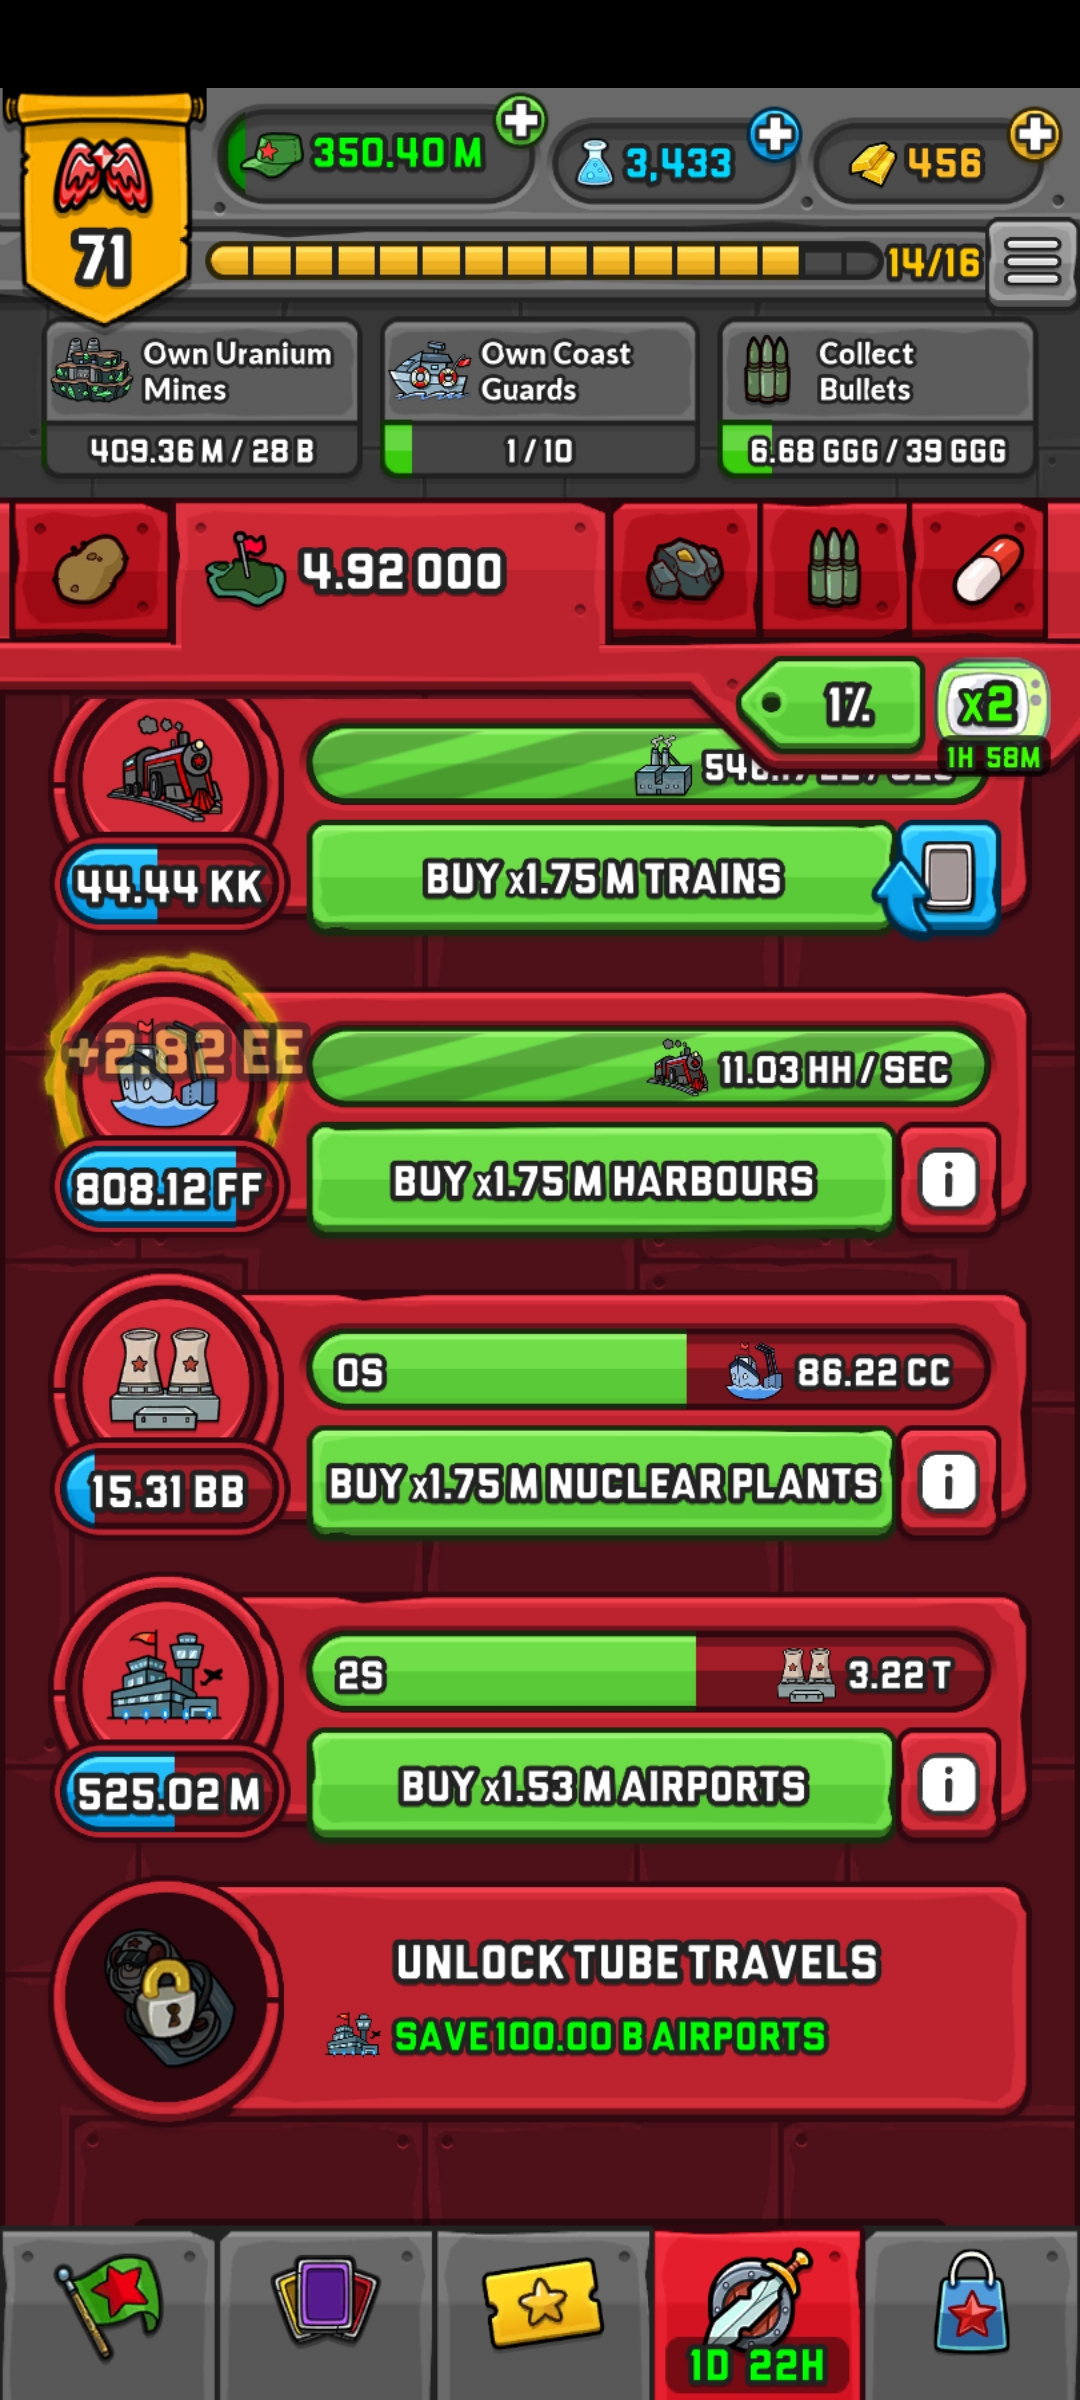 350.40 M
3,433
456
71
14/16
Own Uranium
Mines
409.36 M / 28 B
Own Coast
Guards
1 / 10
Collect
Bullets
6.68 GGG / 39 GGG
4.92 000
1%
x2
1H 58M
44.44 KK
BUY x1.75 M TRAINS
+2.82 EE
11.03 HH / SEC
808.12 FF
BUY x1.75 M HARBOURS
i
0S
86.22 CC
15.31 BB
BUY x1.75 M NUCLEAR PLANTS
i
2S
3.22 T
525.02 M
BUY x1.53 M AIRPORTS
i
UNLOCK TUBE TRAVELS
SAVE 100.00 B AIRPORTS
1D 22H